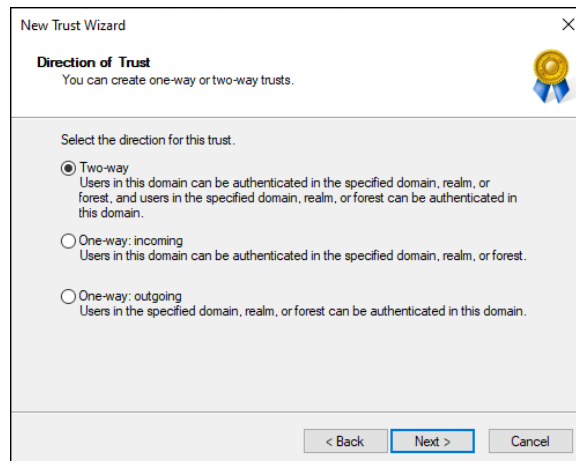 New Trust Wizard
Direction of Trust
You can create one-way or two-way trusts.
Select the direction for this trust.
Two-way
Users in this domain can be authenticated in the specified domain, realm, or
forest, and users in the specified domain, realm, or forest can be authenticated in
this domain.
One-way: incoming
Users in this domain can be authenticated in the specified domain, realm, or forest.
One-way: outgoing
Users in the specified domain, realm, or forest can be authenticated in this domain.
< Back Next > Cancel